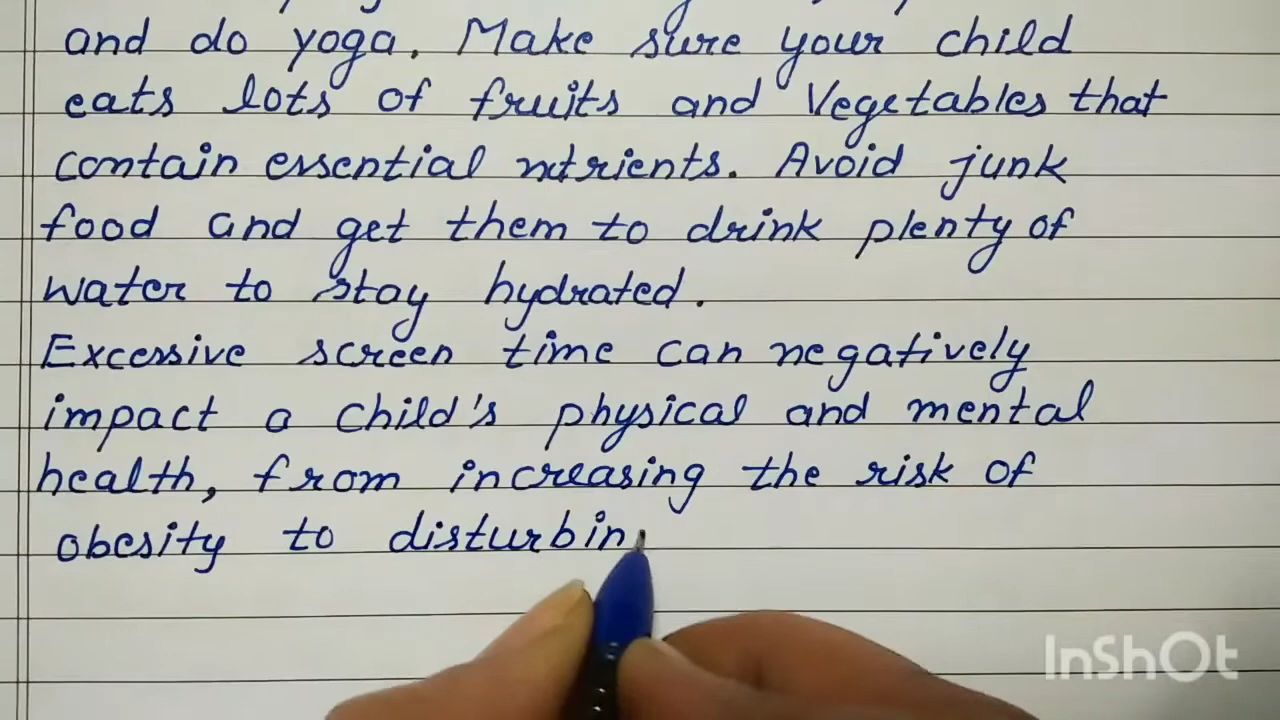 and do yoga. Make sure your child
eats lots of fruits and Vegetables that
contain essential ntrients. Avoid junk
food and get them to drink plenty of
water to stay hydrated.
Excessive screen time can negatively
impact a child's physical and mental
health, from increasing the risk of
obesity to disturbin
InShOt